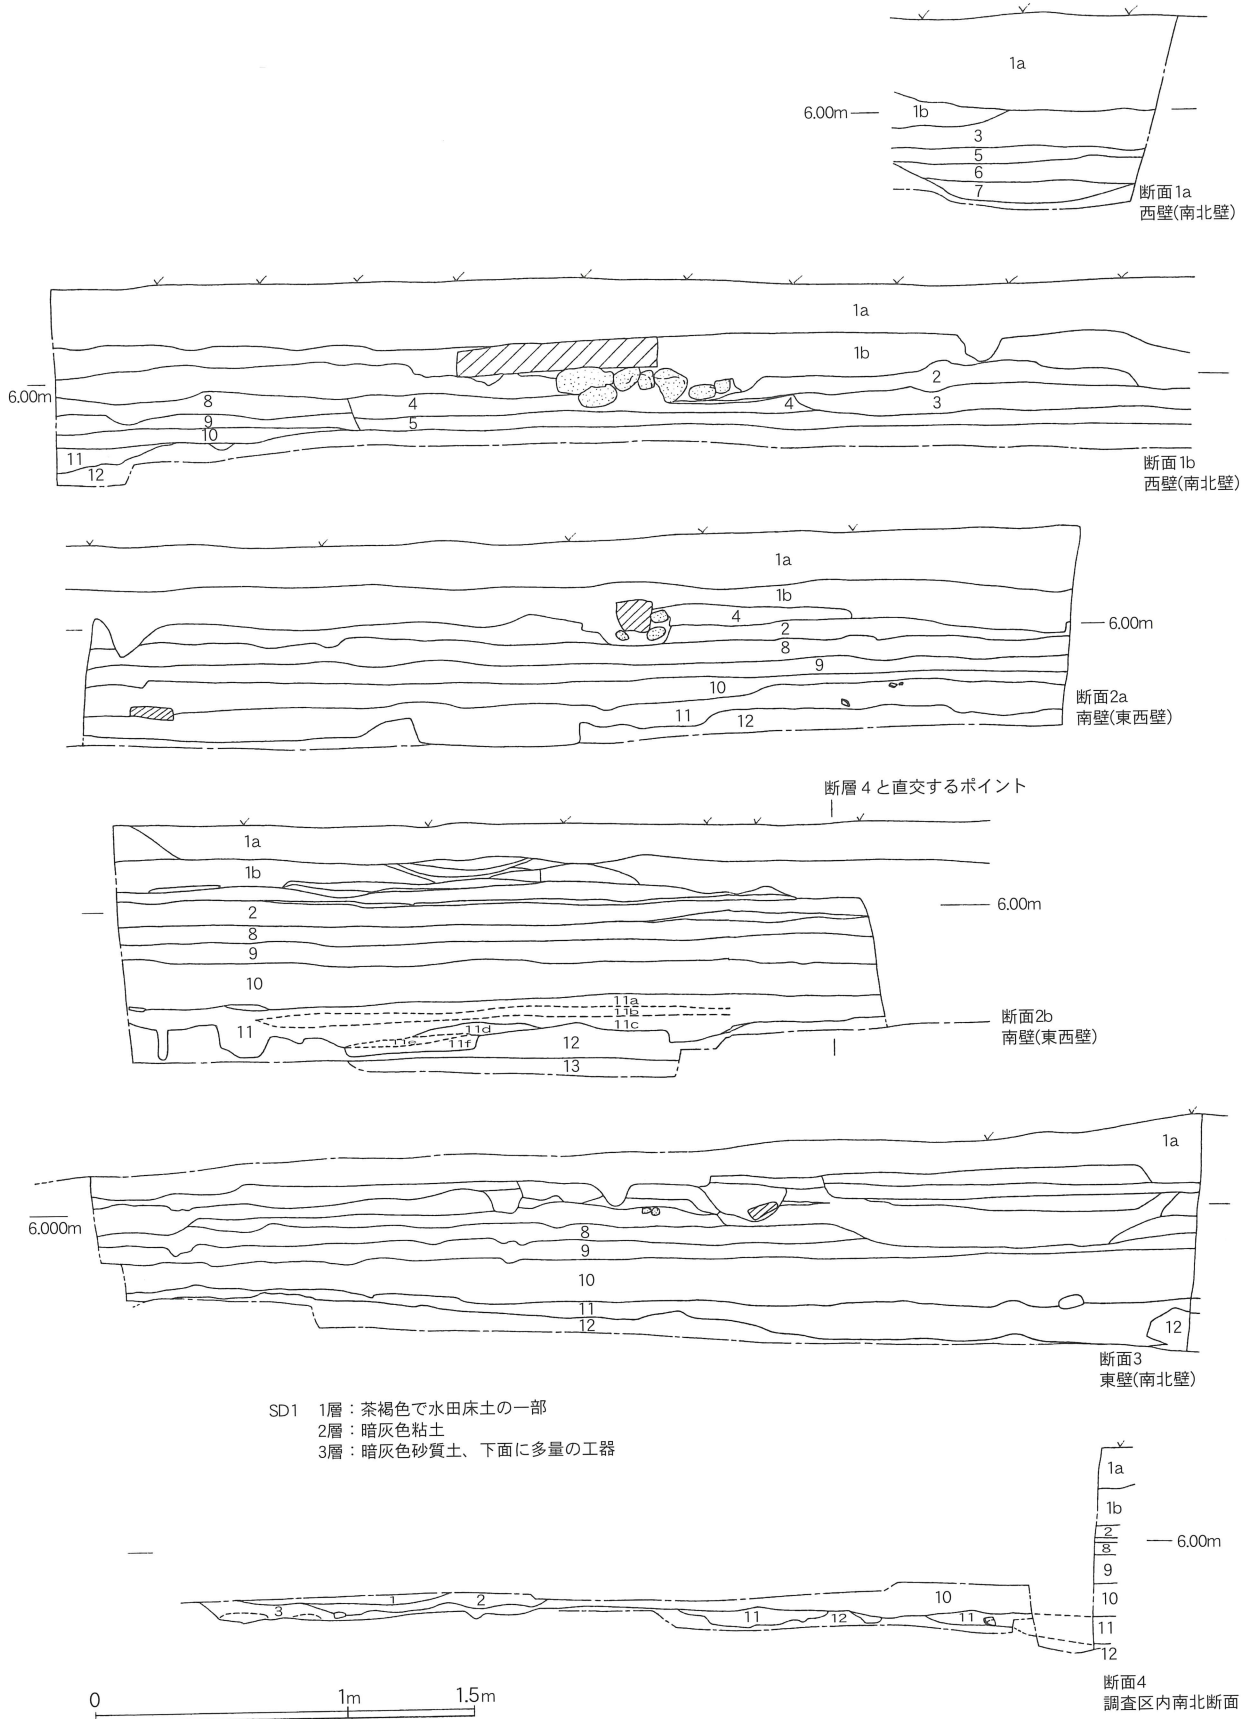 1a
6.00m
1b
3
5
6
7
断面1a
西壁(南北壁)
1a
1b
2
6.00m
8
4
4
3
9
5
10
11
12
断面1b
西壁(南北壁)
1a
1b
4
6.00m
2
8
9
10
11
12
断面2a
南壁(東西壁)
断層4と直交するポイント
1a
1b
2
6.00m
8
9
10
11a
11b
11
11c
11d
11e
11f
12
13
断面2b
南壁(東西壁)
1a
6.000m
8
9
10
11
12
12
断面3
東壁(南北壁)
SD1 1層：茶褐色で水田床土の一部
2層：暗灰色粘土
3層：暗灰色砂質土、下面に多量の工器
1a
1b
2
6.00m
8
9
10
10
1
2
3
11
12
11
11
12
断面4
調査区内南北断面
0 1m 1.5m